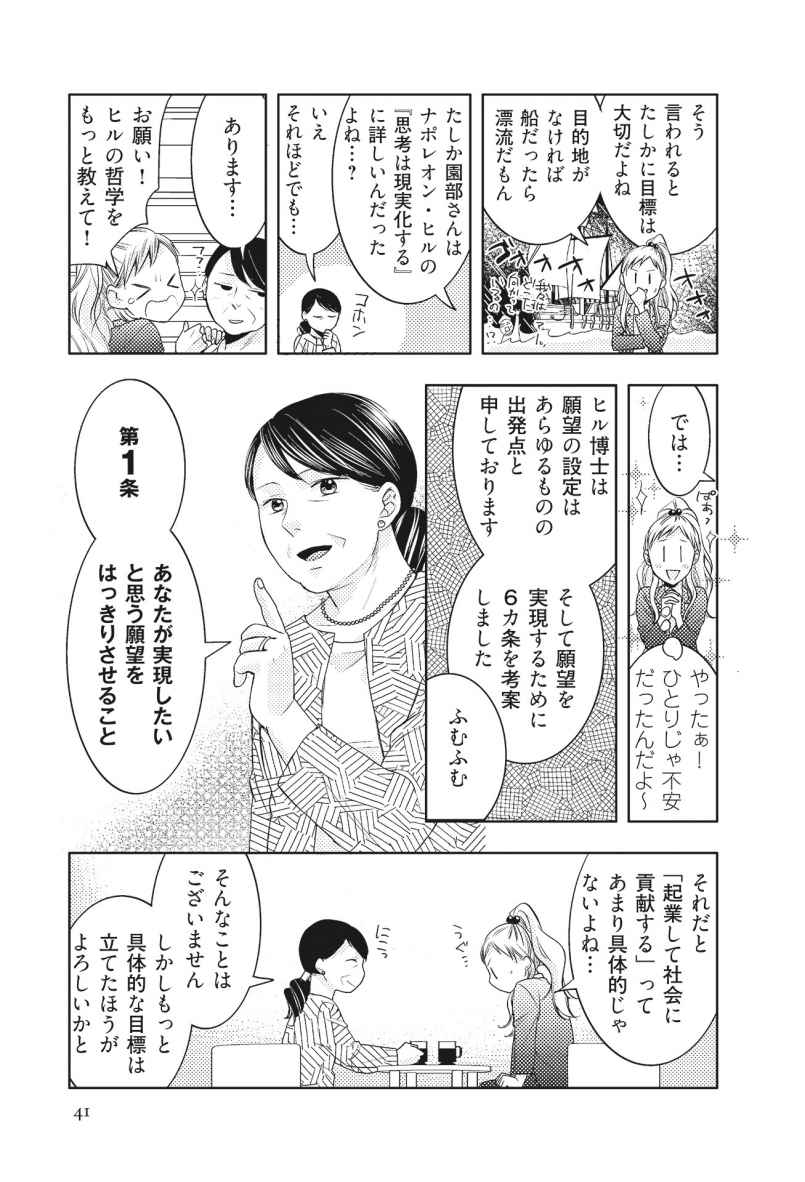 そう
言われると
たしかに目標は
大切だよね
目的地が
なければ
船だったら
漂流だもん
我々は
どこに
向かって
いるの!?
たしか園部さんは
ナポレオン・ヒルの
『思考は現実化する』
に詳しいんだった
よね…?
いえ
それほどでも…
コホン
あります…
お願い!
ヒルの哲学を
もっと教えて!
では…
ぱあっ
やったぁ!
ひとりじゃ不安
だったんだよ〜
ヒル博士は
願望の設定は
あらゆるものの
出発点と
申しております
そして願望を
実現するために
6カ条を考案
しました
ふむふむ
第1条
あなたが実現したい
と思う願望を
はっきりさせること
それだと
「起業して社会に
貢献する」って
あまり具体的じゃ
ないよね…
うっ
にこっ
そんなことは
ございません
しかしもっと
具体的な目標は
立てたほうが
よろしいかと
41